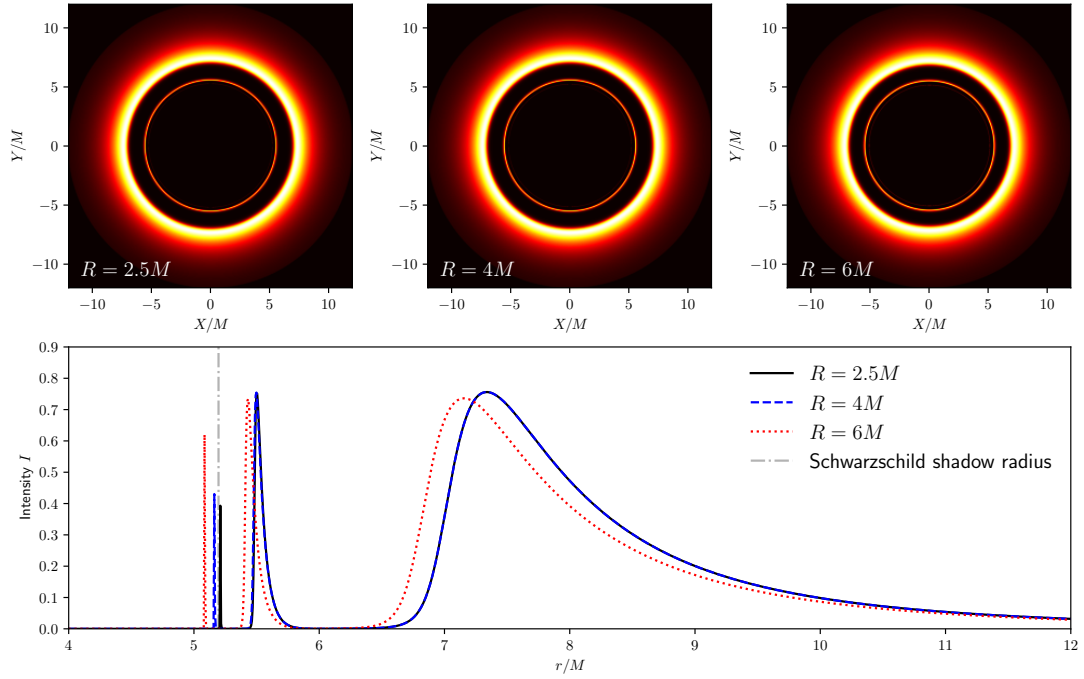 10
5
0
−5
−10
Y/M
R = 2.5M
−10 −5 0 5 10
X/M
10
5
0
−5
−10
Y/M
R = 4M
−10 −5 0 5 10
X/M
10
5
0
−5
−10
Y/M
R = 6M
−10 −5 0 5 10
X/M
0.9
0.8
0.7
0.6
0.5
0.4
0.3
0.2
0.1
0.0
Intensity I
R = 2.5M
R = 4M
R = 6M
Schwarzschild shadow radius
4 5 6 7 8 9 10 11 12
r/M